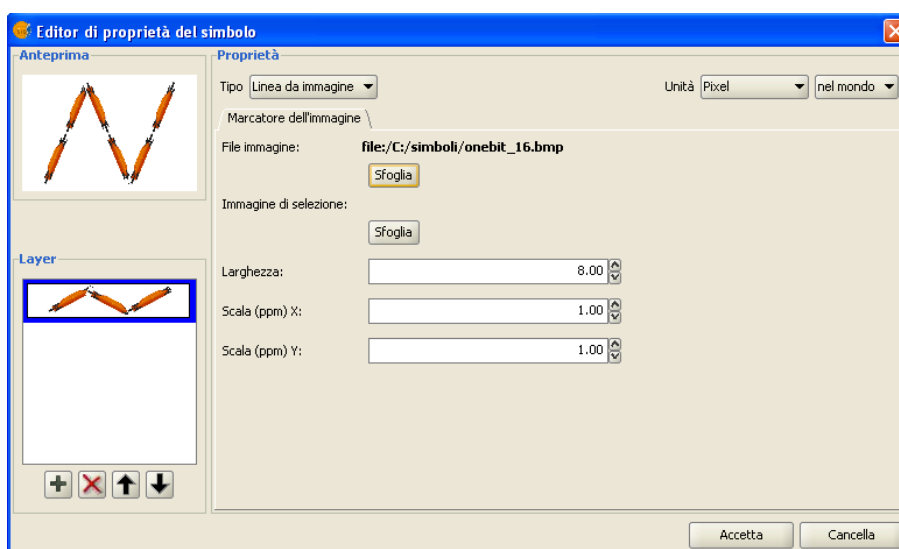 Editor di proprietà del simbolo
Anteprima
Proprietà
Tipo Linea da immagine
Unità Pixel nel mondo
Marcatore dell'immagine
File immagine: file:/C:/simboli/onebit_16.bmp
Sfoglia
Immagine di selezione:
Sfoglia
Layer
Larghezza: 8.00
Scala (ppm) X: 1.00
Scala (ppm) Y: 1.00
Accetta Cancella